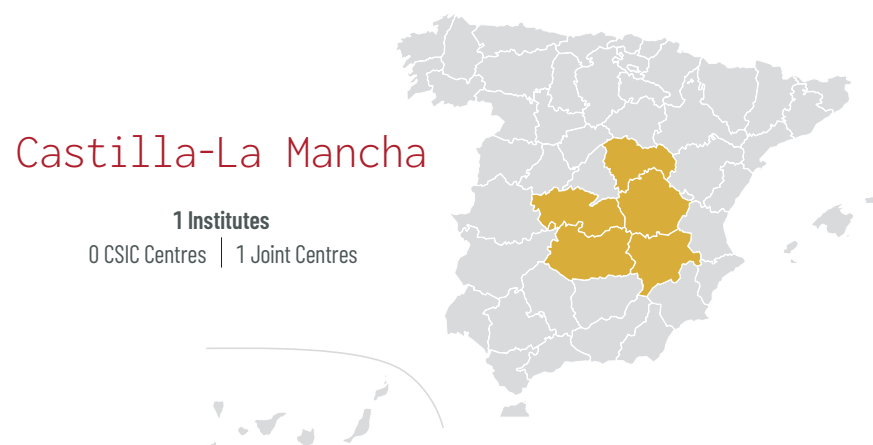 Castilla-La Mancha
1 Institutes
0 CSIC Centres | 1 Joint Centres